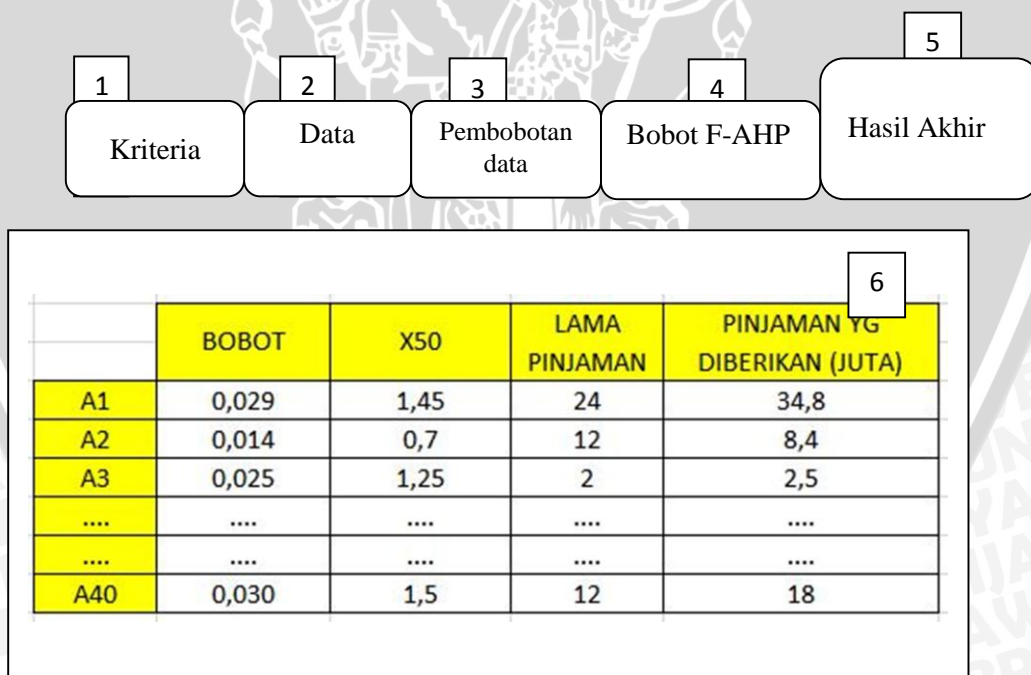 1
2
3
4
5
Kriteria
Data
Pembobotan
data
Bobot F-AHP
Hasil Akhir
6
BOBOT X50 LAMA PINJAMAN PINJAMAN YG DIBERIKAN (JUTA)
A1 0,029 1,45 24 34,8
A2 0,014 0,7 12 8,4
A3 0,025 1,25 2 2,5
.... .... .... .... ....
.... .... .... .... ....
A40 0,030 1,5 12 18